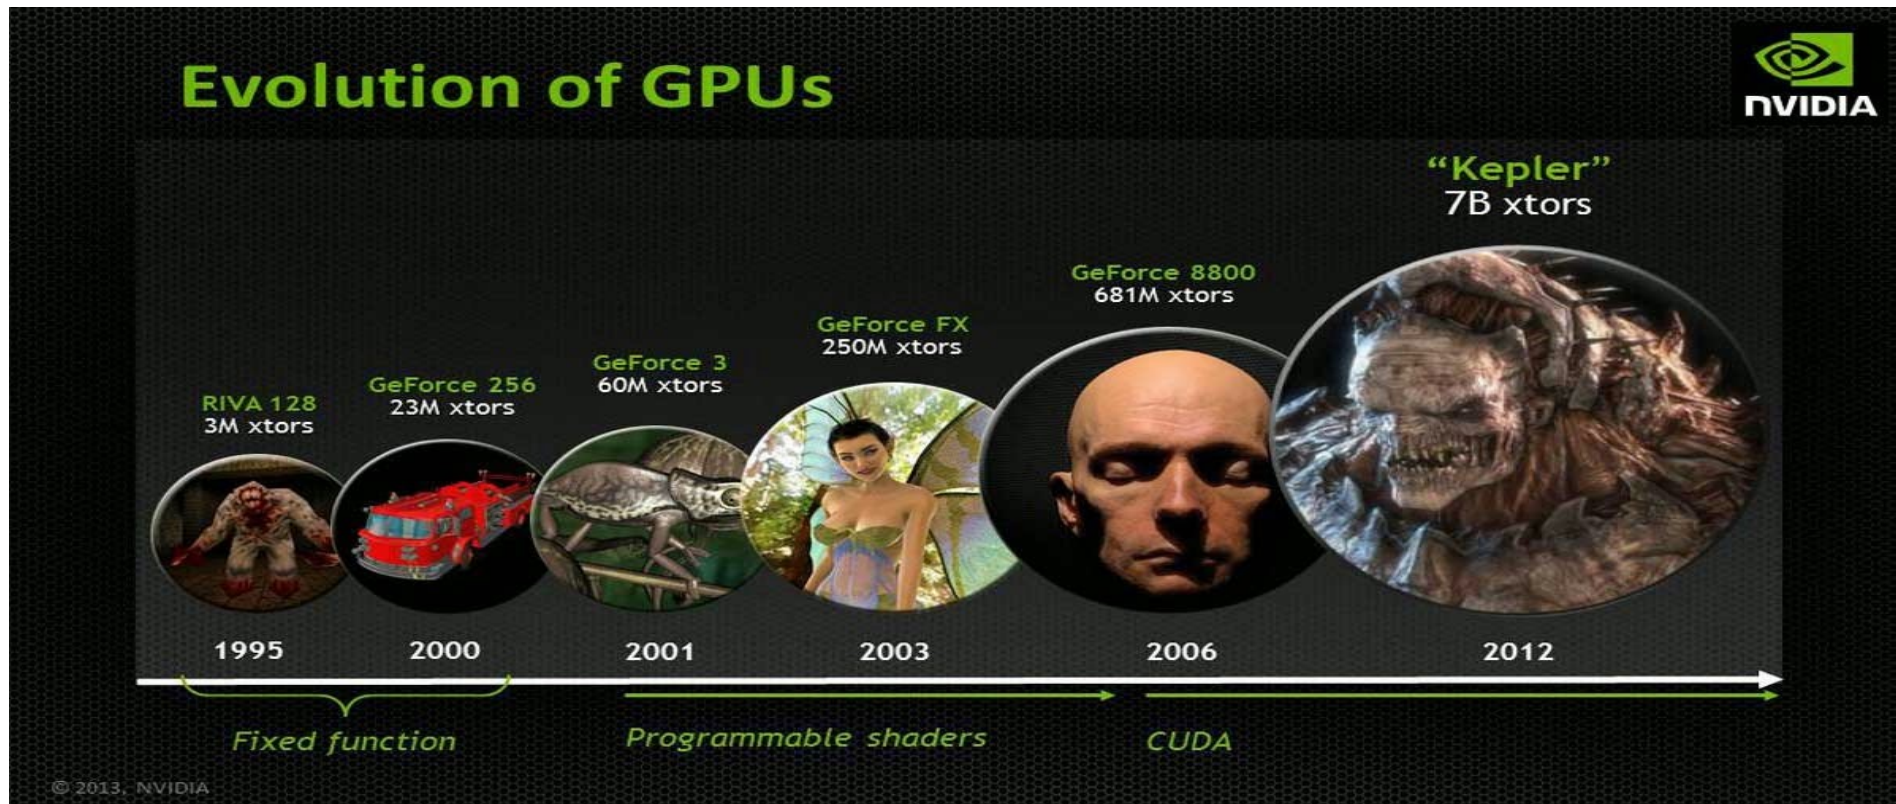 Evolution of GPUs
NVIDIA
RIVA 128
3M xtors
GeForce 256
23M xtors
GeForce 3
60M xtors
GeForce FX
250M xtors
GeForce 8800
681M xtors
“Kepler”
7B xtors
1995
2000
2001
2003
2006
2012
Fixed function
Programmable shaders
CUDA
© 2013, NVIDIA